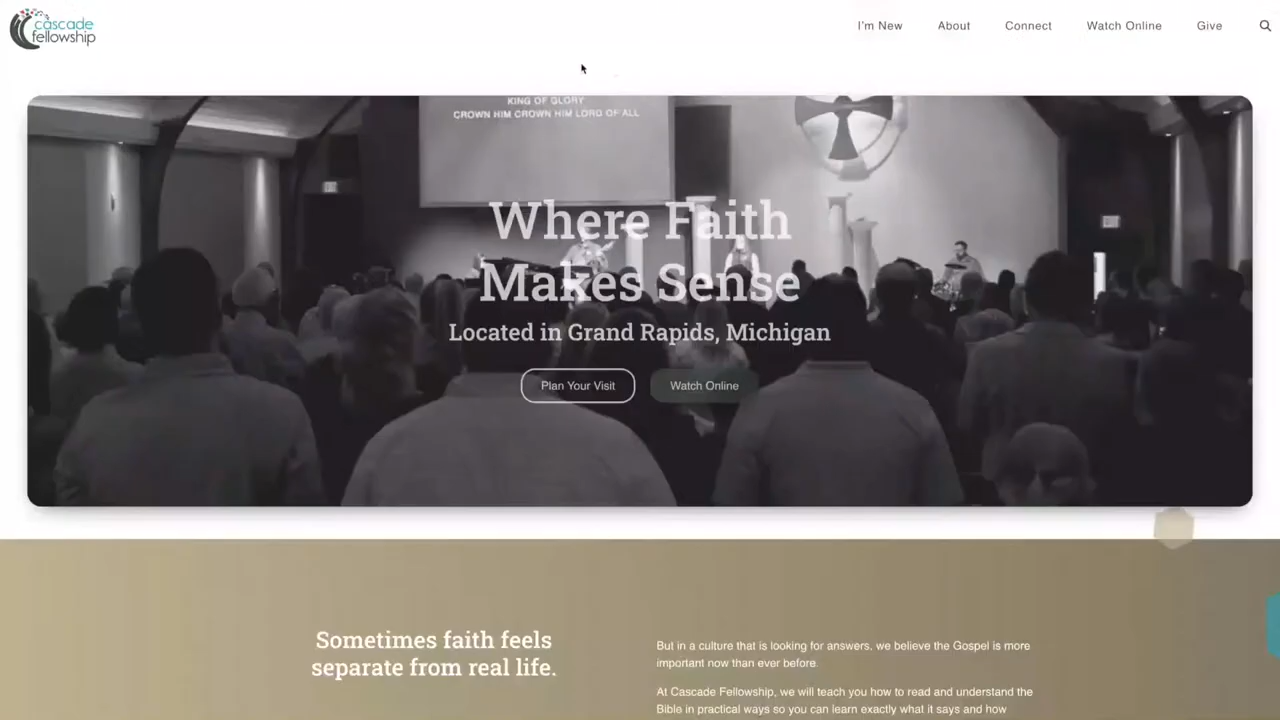 cascade
fellowship
I'm New About Connect Watch Online Give
KING OF GLORY
CROWN HIM CROWN HIM LORD OF ALL
Where Faith
Makes Sense
Located in Grand Rapids, Michigan
Plan Your Visit Watch Online
Sometimes faith feels
separate from real life.
But in a culture that is looking for answers, we believe the Gospel is more
important now than ever before.
At Cascade Fellowship, we will teach you how to read and understand the
Bible in practical ways so you can learn exactly what it says and how